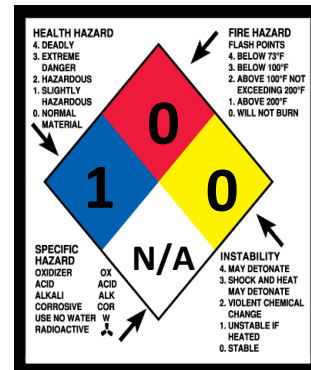 HEALTH HAZARD
4. DEADLY
3. EXTREME
DANGER
2. HAZARDOUS
1. SLIGHTLY
HAZARDOUS
0. NORMAL
MATERIAL
FIRE HAZARD
FLASH POINTS
4. BELOW 73°F
3. BELOW 100°F
2. ABOVE 100°F NOT
EXCEEDING 200°F
1. ABOVE 200°F
0. WILL NOT BURN
0
1
0
N/A
SPECIFIC
HAZARD
OXIDIZER OX
ACID ACID
ALKALI ALK
CORROSIVE COR
USE NO WATER W
RADIOACTIVE
INSTABILITY
4. MAY DETONATE
3. SHOCK AND HEAT
MAY DETONATE
2. VIOLENT CHEMICAL
CHANGE
1. UNSTABLE IF
HEATED
0. STABLE